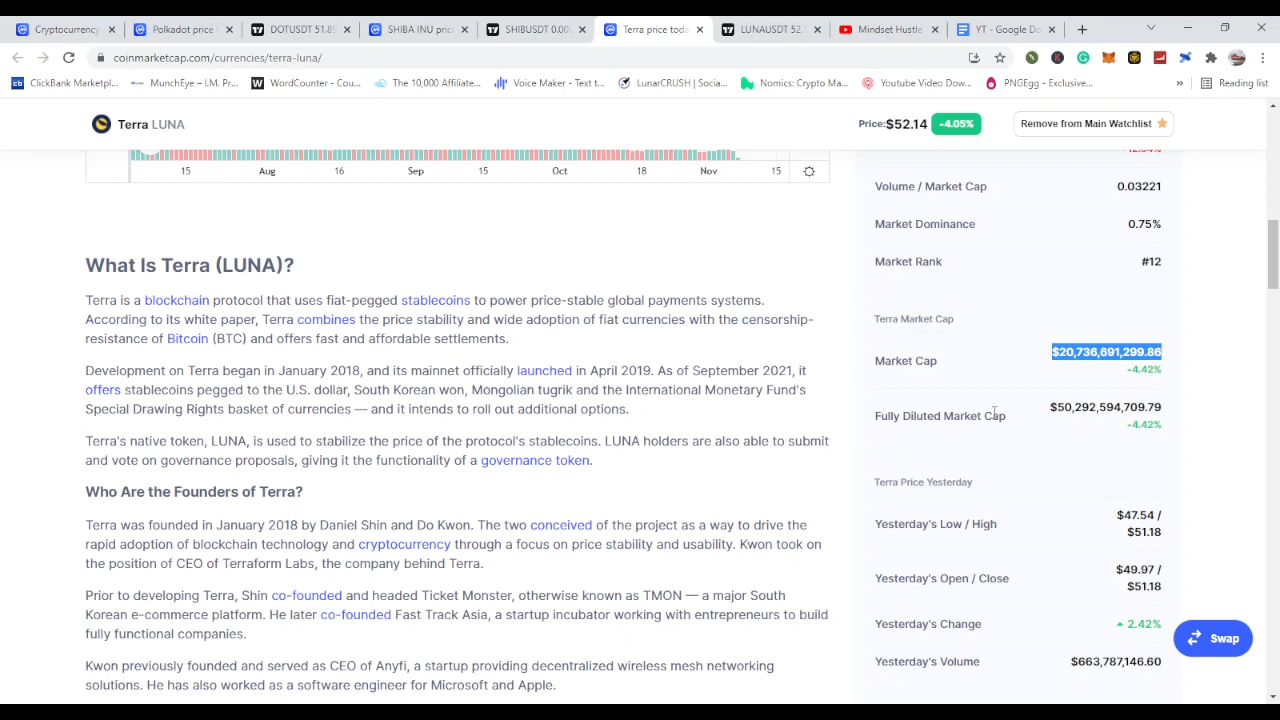 Cryptocurrency
Polkadot price
DOTUSDT 51.89
SHIBA INU price
SHIBUSDT 0.00
Terra price today
LUNAUSDT 52.1
Mindset Hustle
YT - Google Do
coinmarketcap.com/currencies/terra-luna/
ClickBank Marketpl...
MunchEye – I.M. Pr...
WordCounter - Cou...
The 10,000 Affiliate...
Voice Maker - Text t...
LunarCRUSH | Socia...
Nomics: Crypto Ma...
Youtube Video Dow...
PNGEgg - Exclusive...
»
Reading list
Terra LUNA
Price: $52.14
4.05%
Remove from Main Watchlist
15 Aug 16 Sep 15 Oct 18 Nov 15
What Is Terra (LUNA)?
Terra is a blockchain protocol that uses fiat-pegged stablecoins to power price-stable global payments systems.
According to its white paper, Terra combines the price stability and wide adoption of fiat currencies with the censorship-
resistance of Bitcoin (BTC) and offers fast and affordable settlements.
Development on Terra began in January 2018, and its mainnet officially launched in April 2019. As of September 2021, it
offers stablecoins pegged to the U.S. dollar, South Korean won, Mongolian tugrik and the International Monetary Fund's
Special Drawing Rights basket of currencies — and it intends to roll out additional options.
Terra's native token, LUNA, is used to stabilize the price of the protocol's stablecoins. LUNA holders are also able to submit
and vote on governance proposals, giving it the functionality of a governance token.
Who Are the Founders of Terra?
Terra was founded in January 2018 by Daniel Shin and Do Kwon. The two conceived of the project as a way to drive the
rapid adoption of blockchain technology and cryptocurrency through a focus on price stability and usability. Kwon took on
the position of CEO of Terraform Labs, the company behind Terra.
Prior to developing Terra, Shin co-founded and headed Ticket Monster, otherwise known as TMON — a major South
Korean e-commerce platform. He later co-founded Fast Track Asia, a startup incubator working with entrepreneurs to build
fully functional companies.
Kwon previously founded and served as CEO of Anyfi, a startup providing decentralized wireless mesh networking
solutions. He has also worked as a software engineer for Microsoft and Apple.
Volume / Market Cap 0.03221
Market Dominance 0.75%
Market Rank #12
Terra Market Cap
Market Cap $20,736,691,299.86
4.42%
Fully Diluted Market Cap $50,292,594,709.79
4.42%
Terra Price Yesterday
Yesterday's Low / High $47.54 /
$51.18
Yesterday's Open / Close $49.97 /
$51.18
Yesterday's Change 2.42%
Yesterday's Volume $663,787,146.60
Swap